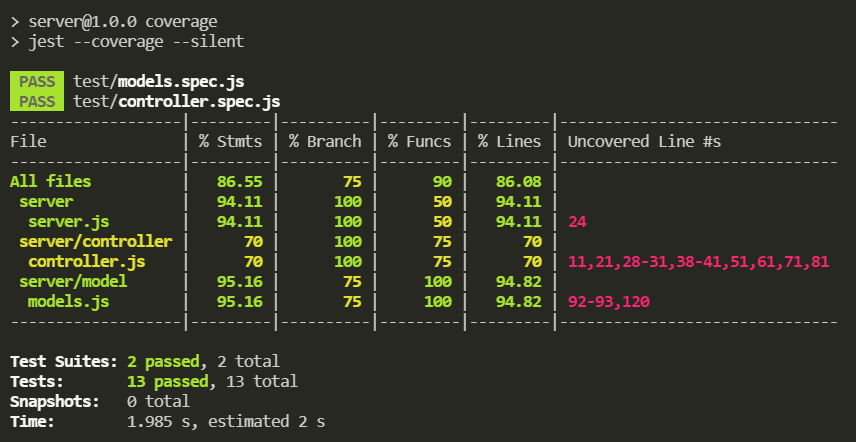 > server@1.0.0 coverage
> jest --coverage --silent
PASS test/models.spec.js
PASS test/controller.spec.js
-------------------|---------|----------|---------|---------|-------------------------------
File               | % Stmts | % Branch | % Funcs | % Lines | Uncovered Line #s
-------------------|---------|----------|---------|---------|-------------------------------
All files          |   86.55 |       75 |      90 |   86.08 |
 server            |   94.11 |      100 |      50 |   94.11 |
  server.js        |   94.11 |      100 |      50 |   94.11 | 24
 server/controller |      70 |      100 |      75 |      70 |
  controller.js    |      70 |      100 |      75 |      70 | 11,21,28-31,38-41,51,61,71,81
 server/model      |   95.16 |       75 |     100 |   94.82 |
  models.js        |   95.16 |       75 |     100 |   94.82 | 92-93,120
-------------------|---------|----------|---------|---------|-------------------------------
Test Suites: 2 passed, 2 total
Tests:       13 passed, 13 total
Snapshots:   0 total
Time:        1.985 s, estimated 2 s